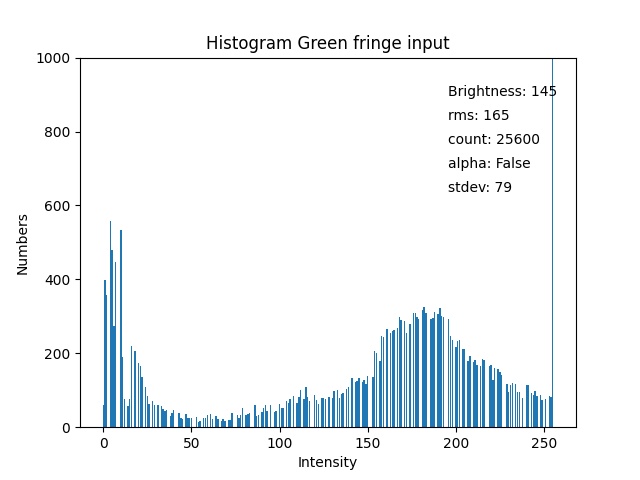 Histogram Green fringe input
1000
800
600
400
200
0
Numbers
Brightness: 145
rms: 165
count: 25600
alpha: False
stdev: 79
0 50 100 150 200 250
Intensity